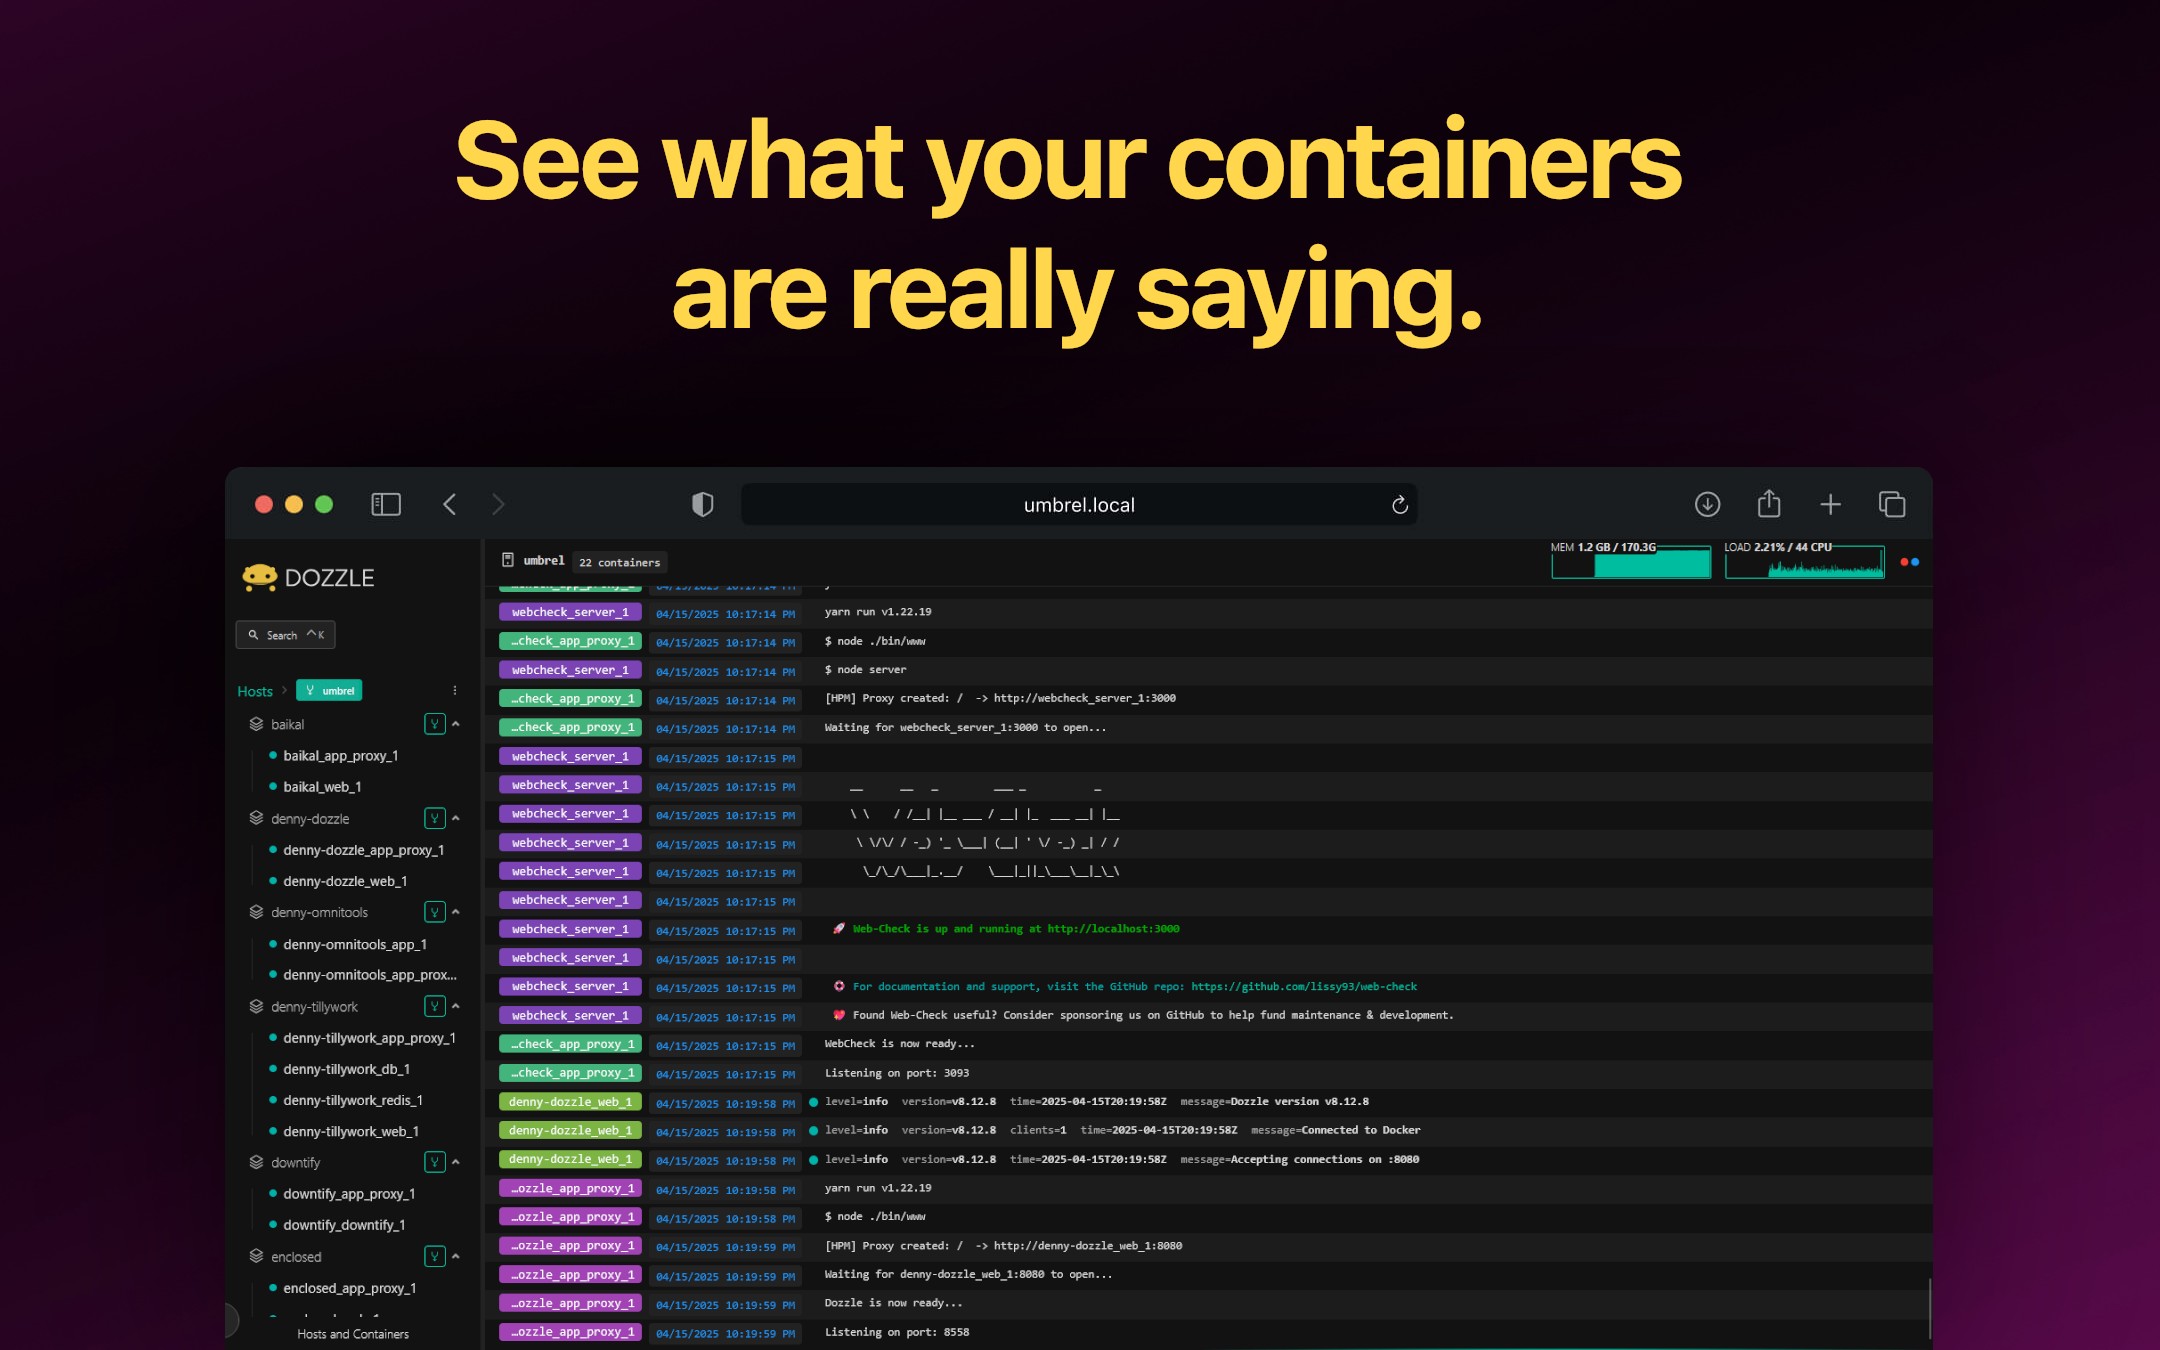 See what your containers
are really saying.
umbrel.local
DOZZLE
Search ^K
Hosts > umbrel
baikal
baikal_app_proxy_1
baikal_web_1
denny-dozzle
denny-dozzle_app_proxy_1
denny-dozzle_web_1
denny-omnitools
denny-omnitools_app_1
denny-omnitools_app_prox...
denny-tillywork
denny-tillywork_app_proxy_1
denny-tillywork_db_1
denny-tillywork_redis_1
denny-tillywork_web_1
downtify
downtify_app_proxy_1
downtify_downtify_1
enclosed
enclosed_app_proxy_1
Hosts and Containers
umbrel 22 containers
MEM 1.2 GB / 170.3G LOAD 2.21% / 44 CPU
04/15/2025 10:17:14 PM
webcheck_server_1 04/15/2025 10:17:14 PM yarn run v1.22.19
…check_app_proxy_1 04/15/2025 10:17:14 PM $ node ./bin/www
webcheck_server_1 04/15/2025 10:17:14 PM $ node server
…check_app_proxy_1 04/15/2025 10:17:14 PM [HPM] Proxy created: /  -> http://webcheck_server_1:3000
…check_app_proxy_1 04/15/2025 10:17:14 PM Waiting for webcheck_server_1:3000 to open...
webcheck_server_1 04/15/2025 10:17:15 PM
webcheck_server_1 04/15/2025 10:17:15 PM
webcheck_server_1 04/15/2025 10:17:15 PM
webcheck_server_1 04/15/2025 10:17:15 PM
webcheck_server_1 04/15/2025 10:17:15 PM
webcheck_server_1 04/15/2025 10:17:15 PM
webcheck_server_1 04/15/2025 10:17:15 PM 🚀 Web-Check is up and running at http://localhost:3000
webcheck_server_1 04/15/2025 10:17:15 PM
webcheck_server_1 04/15/2025 10:17:15 PM 🛟 For documentation and support, visit the GitHub repo: https://github.com/lissy93/web-check
webcheck_server_1 04/15/2025 10:17:15 PM 💖 Found Web-Check useful? Consider sponsoring us on GitHub to help fund maintenance & development.
…check_app_proxy_1 04/15/2025 10:17:15 PM WebCheck is now ready...
…check_app_proxy_1 04/15/2025 10:17:15 PM Listening on port: 3093
denny-dozzle_web_1 04/15/2025 10:19:58 PM level=info version=v8.12.8 time=2025-04-15T20:19:58Z message=Dozzle version v8.12.8
denny-dozzle_web_1 04/15/2025 10:19:58 PM level=info version=v8.12.8 clients=1 time=2025-04-15T20:19:58Z message=Connected to Docker
denny-dozzle_web_1 04/15/2025 10:19:58 PM level=info version=v8.12.8 time=2025-04-15T20:19:58Z message=Accepting connections on :8080
…ozzle_app_proxy_1 04/15/2025 10:19:58 PM yarn run v1.22.19
…ozzle_app_proxy_1 04/15/2025 10:19:58 PM $ node ./bin/www
…ozzle_app_proxy_1 04/15/2025 10:19:59 PM [HPM] Proxy created: /  -> http://denny-dozzle_web_1:8080
…ozzle_app_proxy_1 04/15/2025 10:19:59 PM Waiting for denny-dozzle_web_1:8080 to open...
…ozzle_app_proxy_1 04/15/2025 10:19:59 PM Dozzle is now ready...
…ozzle_app_proxy_1 04/15/2025 10:19:59 PM Listening on port: 8558